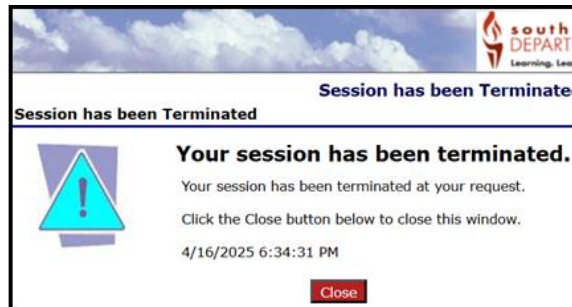 south
DEPART
Learning. Lea
Session has been Terminate
Session has been Terminated
Your session has been terminated.
Your session has been terminated at your request.
Click the Close button below to close this window.
4/16/2025 6:34:31 PM
Close